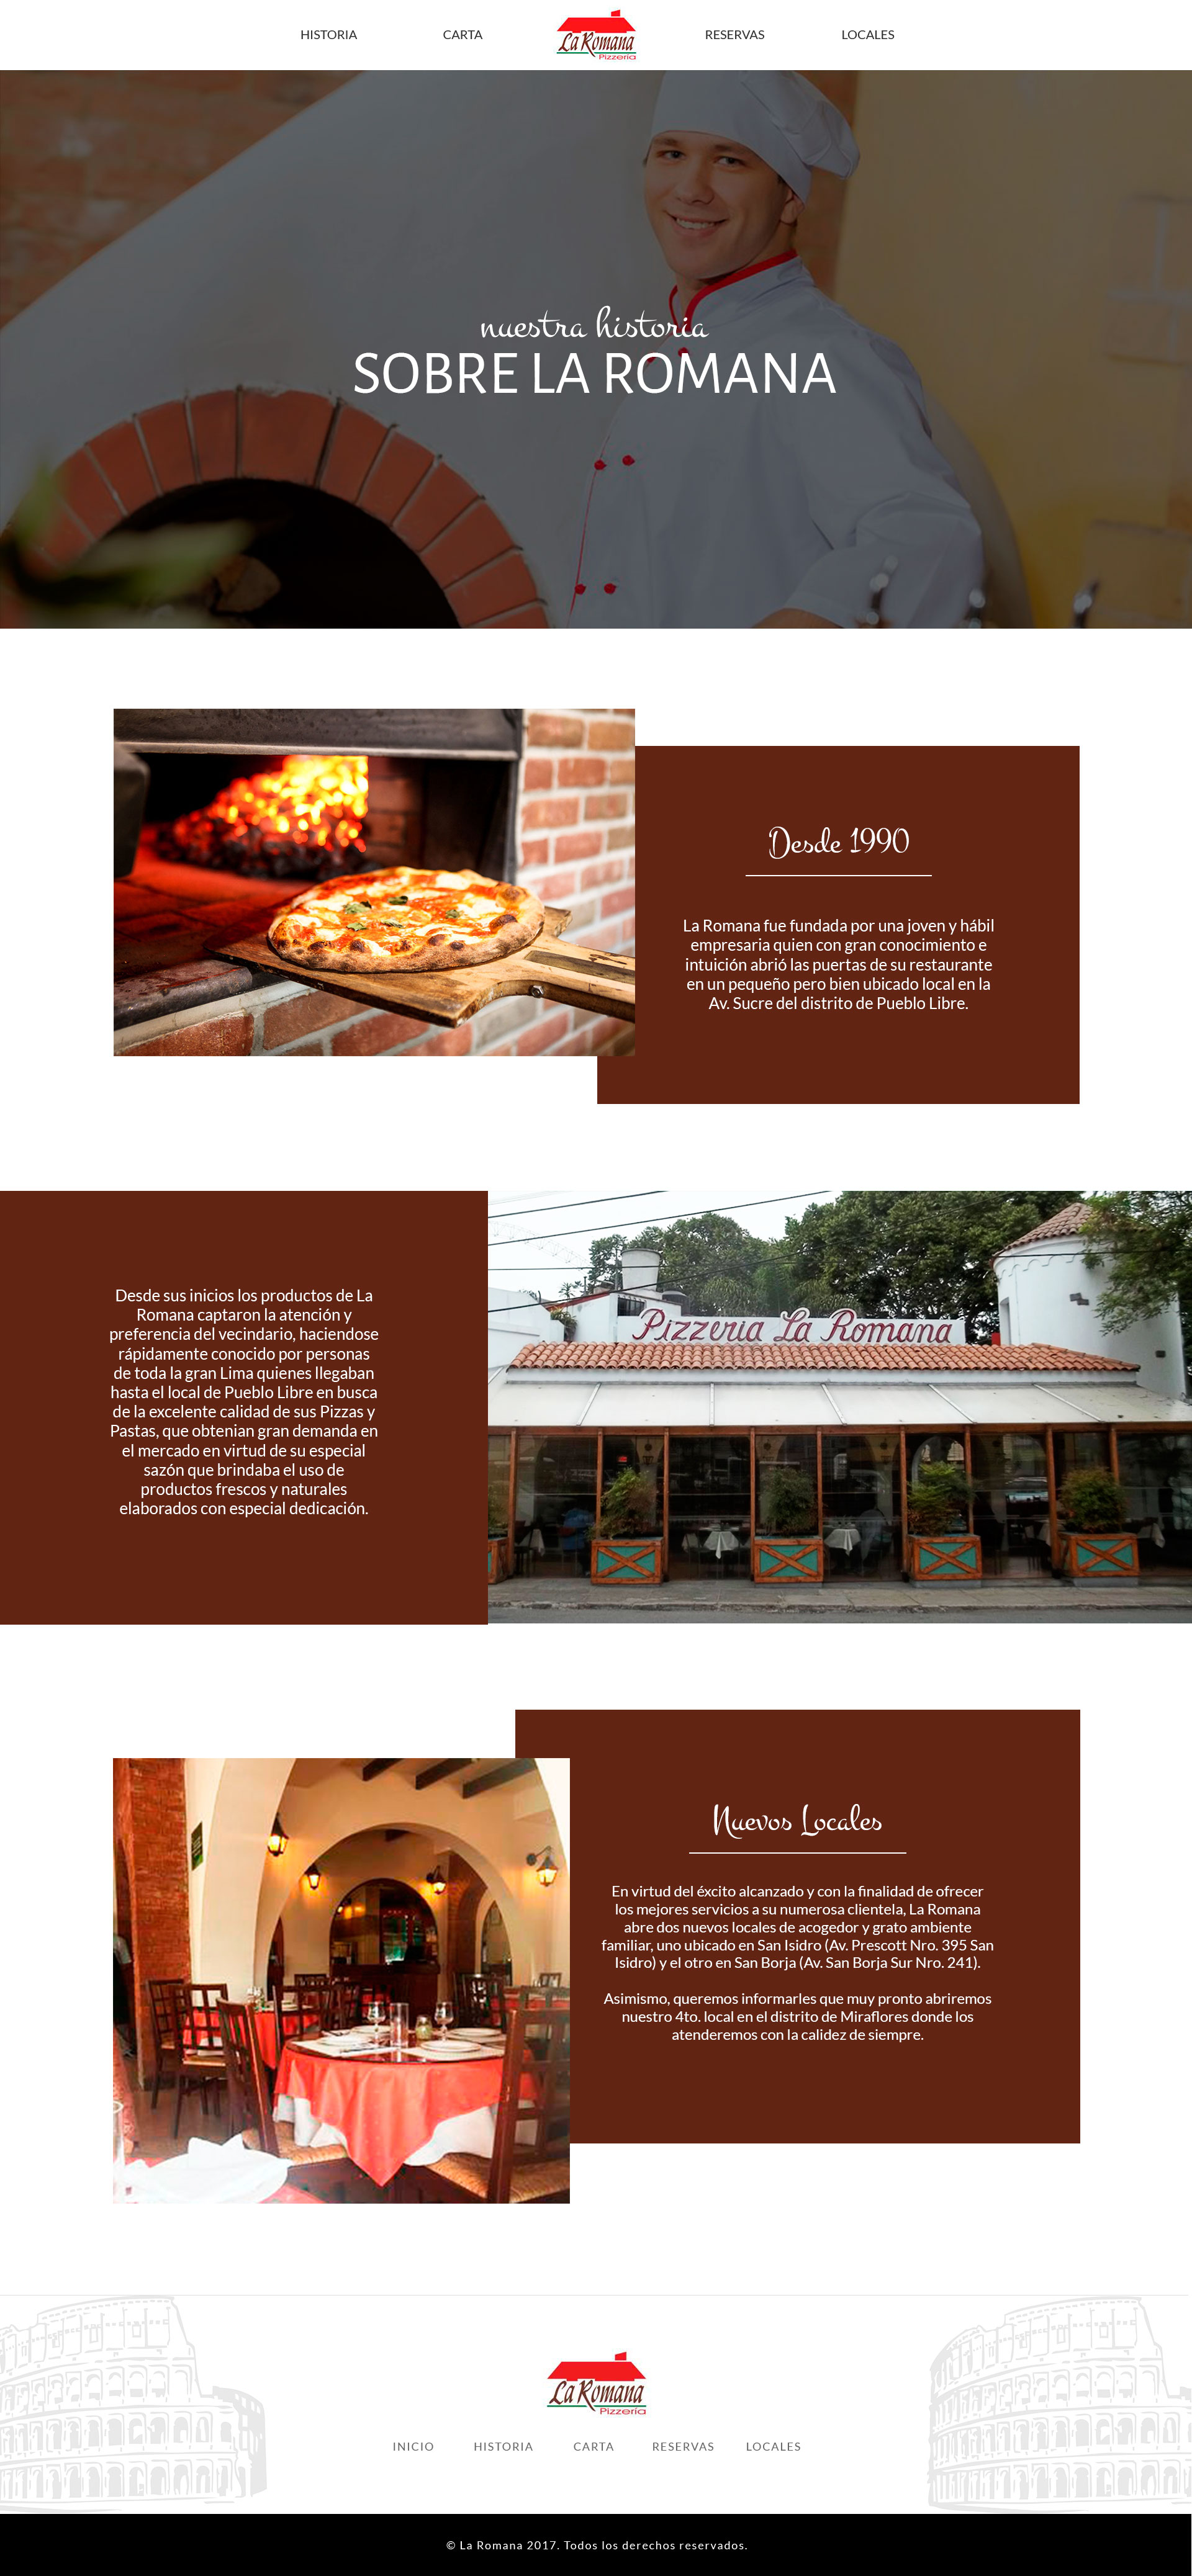 HISTORIA
CARTA
La Romana
Pizzeria
RESERVAS
LOCALES
nuestra historia
SOBRE LA ROMANA
Desde 1990
La Romana fue fundada por una joven y hábil
empresaria quien con gran conocimiento e
intuición abrió las puertas de su restaurante
en un pequeño pero bien ubicado local en la
Av. Sucre del distrito de Pueblo Libre.
Desde sus inicios los productos de La
Romana captaron la atención y
preferencia del vecindario, haciendose
rápidamente conocido por personas
de toda la gran Lima quienes llegaban
hasta el local de Pueblo Libre en busca
de la excelente calidad de sus Pizzas y
Pastas, que obtenian gran demanda en
el mercado en virtud de su especial
sazón que brindaba el uso de
productos frescos y naturales
elaborados con especial dedicación.
Pizzeria La Romana
Nuevos Locales
En virtud del éxcito alcanzado y con la finalidad de ofrecer
los mejores servicios a su numerosa clientela, La Romana
abre dos nuevos locales de acogedor y grato ambiente
familiar, uno ubicado en San Isidro (Av. Prescott Nro. 395 San
Isidro) y el otro en San Borja (Av. San Borja Sur Nro. 241).
Asimismo, queremos informarles que muy pronto abriremos
nuestro 4to. local en el distrito de Miraflores donde los
atenderemos con la calidez de siempre.
La Romana
Pizzeria
INICIO
HISTORIA
CARTA
RESERVAS
LOCALES
© La Romana 2017. Todos los derechos reservados.